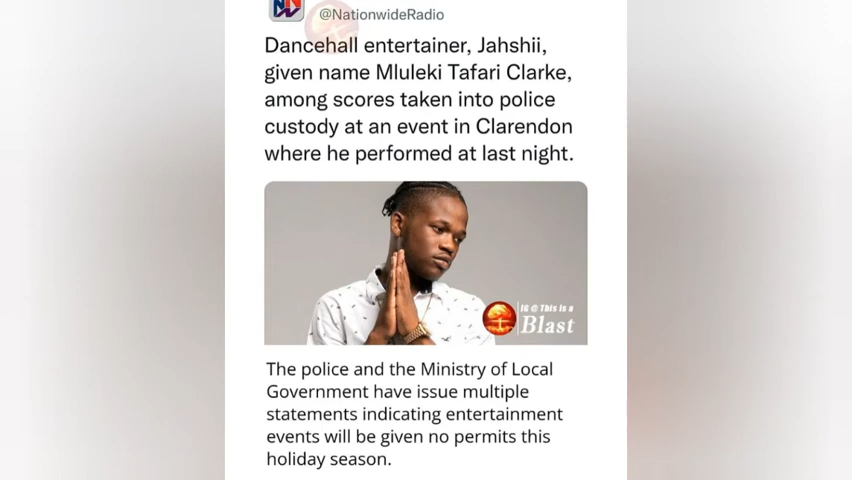 @NationwideRadio
Dancehall entertainer, Jahshii,
given name Mluleki Tafari Clarke,
among scores taken into police
custody at an event in Clarendon
where he performed at last night.
IG @ This is a
Blast
The police and the Ministry of Local
Government have issue multiple
statements indicating entertainment
events will be given no permits this
holiday season.